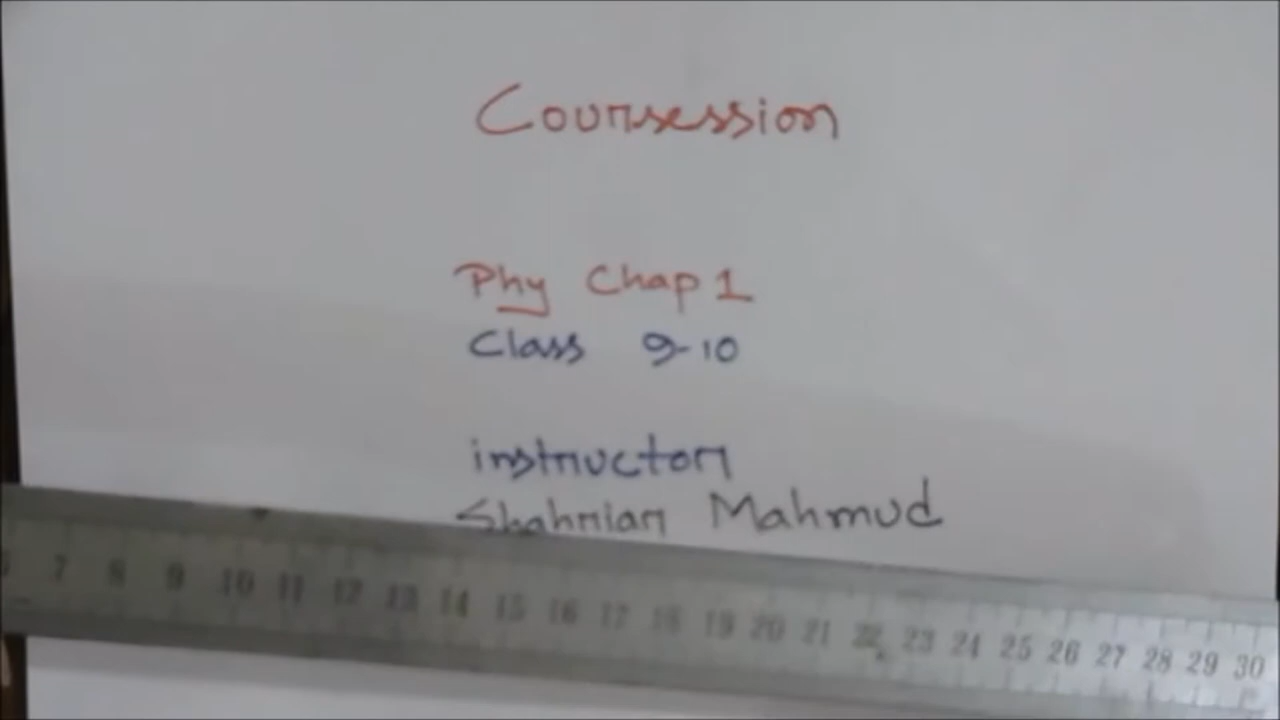 Coursession
Phy Chap 1
Class 9-10
instructor
Shahriar Mahmud
7 8 9 10 11 12 13 14 15 16 17 18 19 20 21 22 23 24 25 26 27 28 29 30